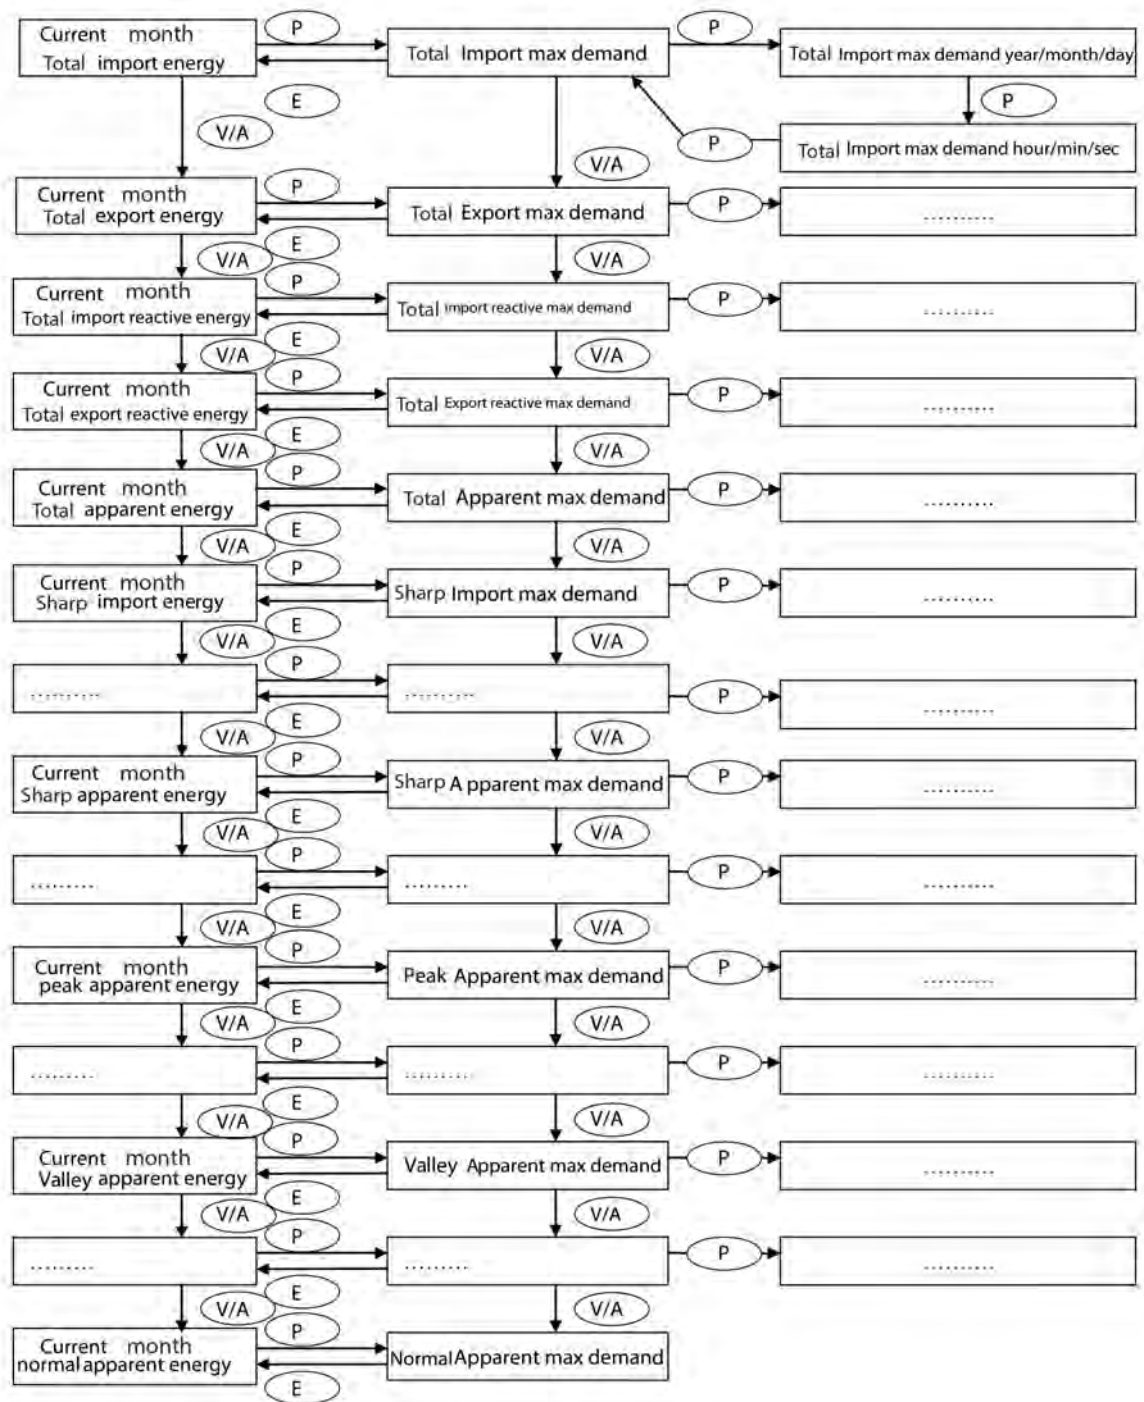 Current month
Total import energy
P
E
Total Import max demand
P
Total Import max demand year/month/day
P
Total Import max demand hour/min/sec
P
V/A
V/A
Current month
Total export energy
P
E
Total Export max demand
P
..........
V/A
V/A
Current month
Total import reactive energy
P
E
Total Import reactive max demand
P
..........
V/A
V/A
Current month
Total export reactive energy
P
E
Total Export reactive max demand
P
..........
V/A
V/A
Current month
Total apparent energy
P
E
Total Apparent max demand
P
..........
V/A
V/A
Current month
Sharp import energy
P
E
Sharp Import max demand
P
..........
V/A
V/A
..........
P
E
..........
P
..........
V/A
V/A
Current month
Sharp apparent energy
P
E
Sharp A pparent max demand
P
..........
V/A
V/A
..........
P
E
.........
P
..........
V/A
V/A
Current month
peak apparent energy
P
E
Peak Apparent max demand
P
..........
V/A
V/A
..........
P
E
.........
P
..........
V/A
V/A
Current month
Valley apparent energy
P
E
Valley Apparent max demand
P
..........
V/A
V/A
..........
P
E
.........
P
..........
V/A
V/A
Current month
normal apparent energy
P
E
Normal Apparent max demand